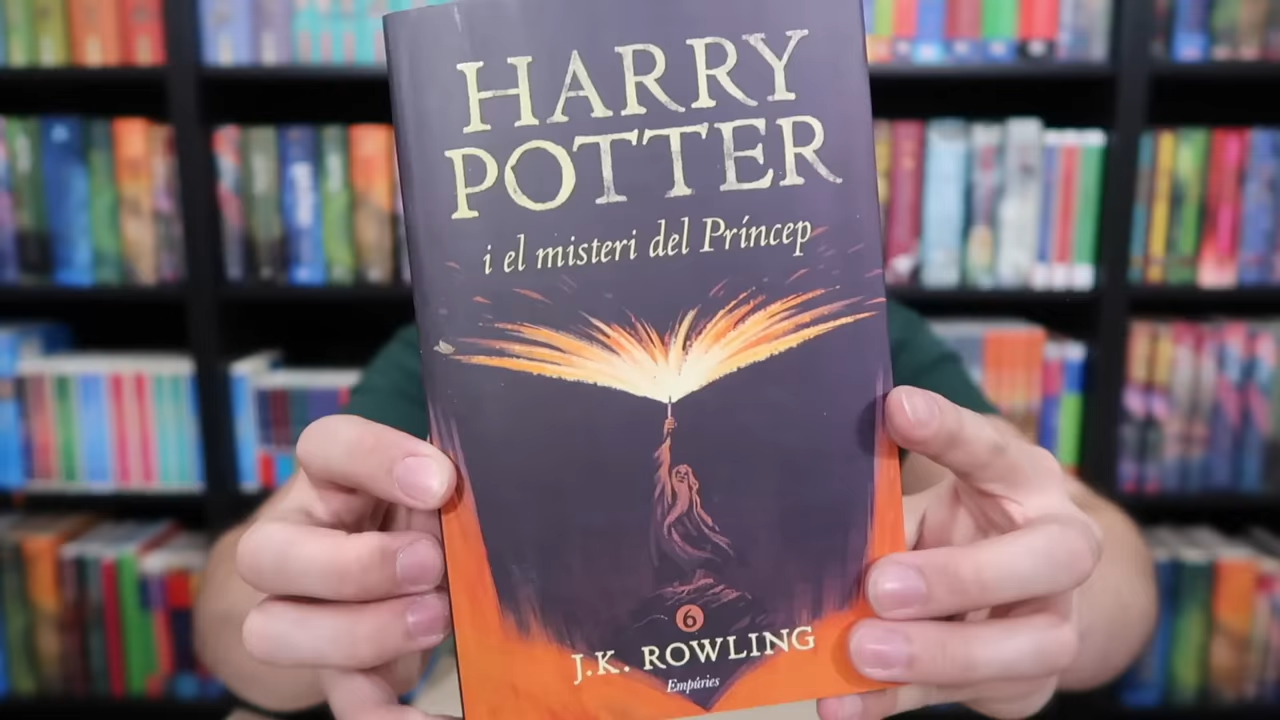 HARRY
POTTER
i el misteri del Príncep
6
J.K. ROWLING
Empúries